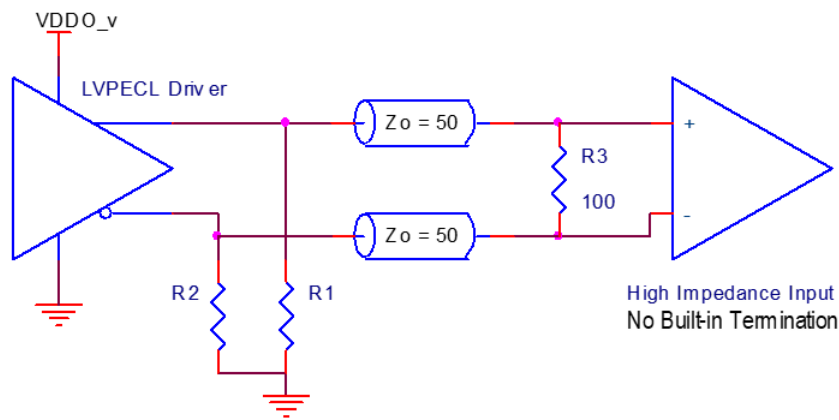 VDDO_v
LVPECL Driver
Zo = 50
+
R3
100
-
Zo = 50
R2
R1
High Impedance Input
No Built-in Termination